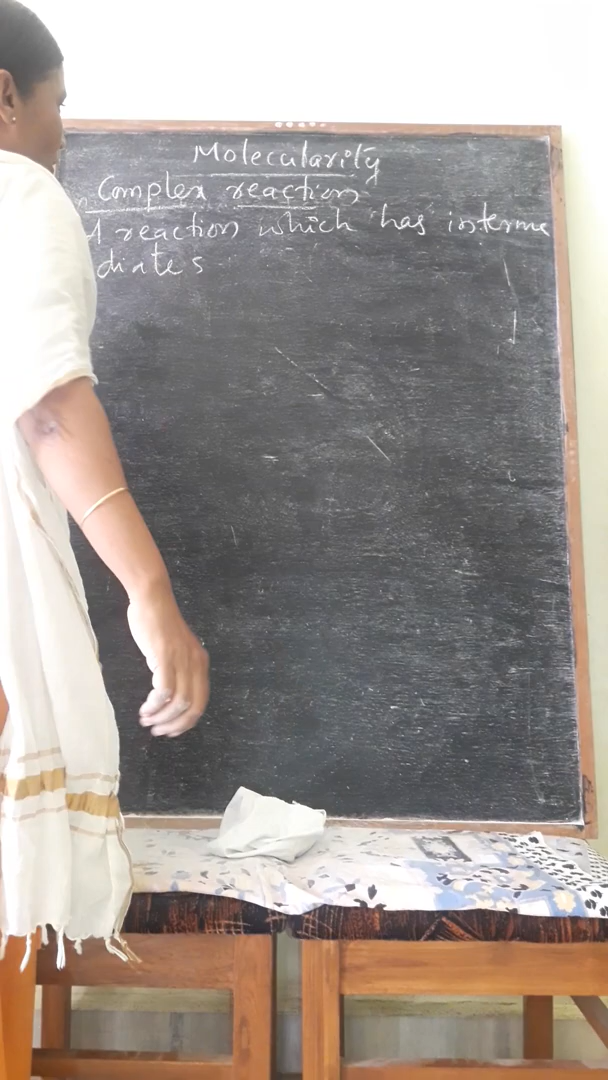 Molecularity
Complex reaction
A reaction which has interme
diates